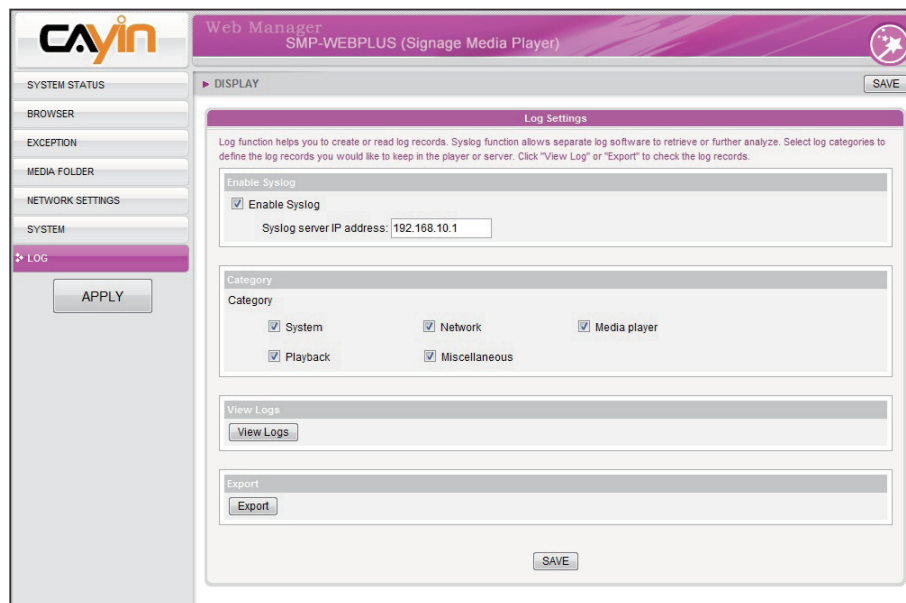 CAyin
Web Manager
SMP-WEBPLUS (Signage Media Player)
SYSTEM STATUS
BROWSER
EXCEPTION
MEDIA FOLDER
NETWORK SETTINGS
SYSTEM
LOG
APPLY
DISPLAY
SAVE
Log Settings
Log function helps you to create or read log records. Syslog function allows separate log software to retrieve or further analyze. Select log categories to
define the log records you would like to keep in the player or server. Click "View Log" or "Export" to check the log records.
Enable Syslog
Enable Syslog
Syslog server IP address: 192.168.10.1
Category
Category
System Network Media player
Playback Miscellaneous
View Logs
View Logs
Export
Export
SAVE